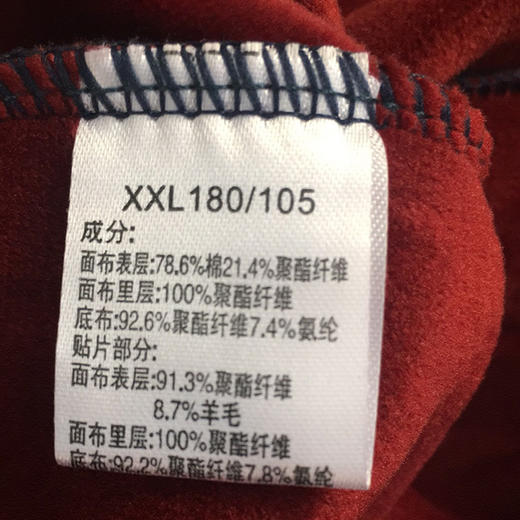 XXL180/105
成分:
面布表层:78.6%棉21.4%聚酯纤维
面布里层:100%聚酯纤维
底布:92.6%聚酯纤维7.4%氨纶
贴片部分:
面布表层:91.3%聚酯纤维
8.7%羊毛
面布里层:100%聚酯纤维
底布:92.2%聚酯纤维7.8%氨纶